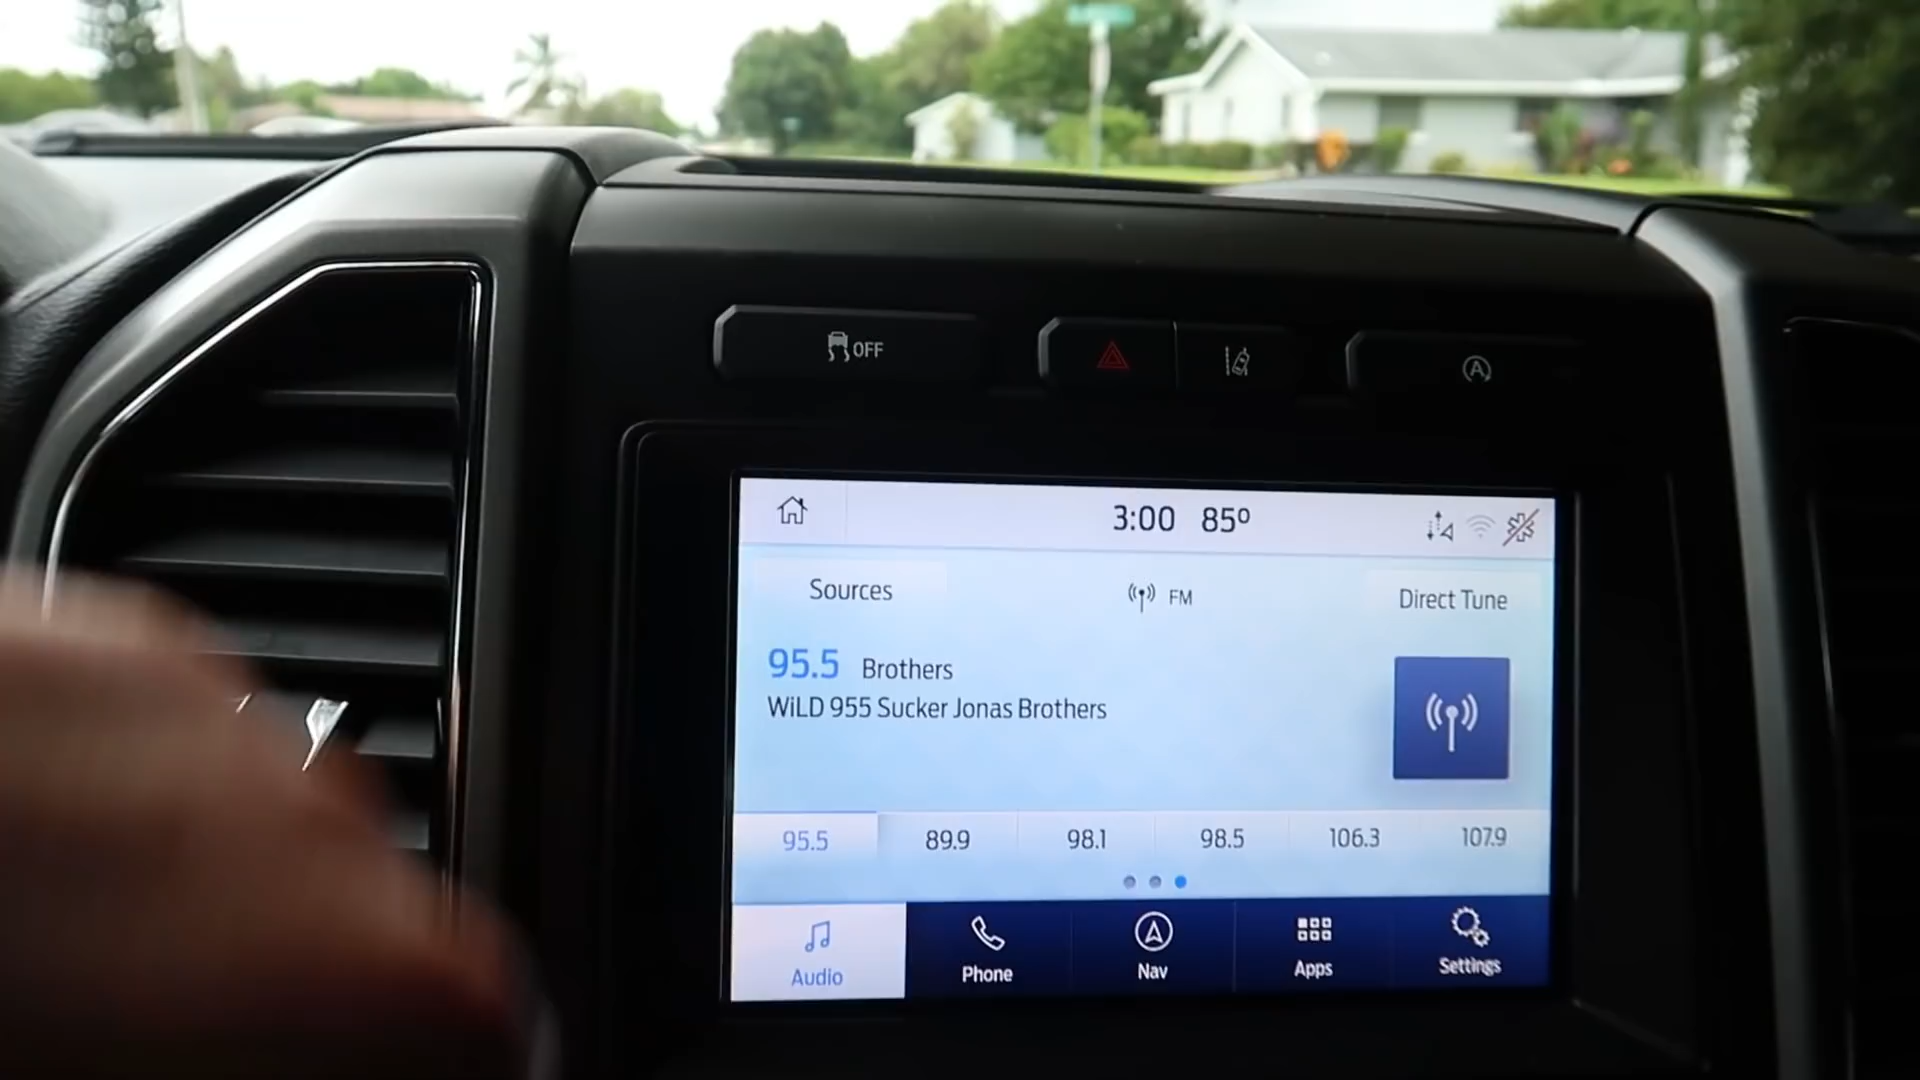 OFF
A
3:00 85º
Sources
FM
Direct Tune
95.5 Brothers
WiLD 955 Sucker Jonas Brothers
95.5 89.9 98.1 98.5 106.3 107.9
Audio Phone Nav Apps Settings